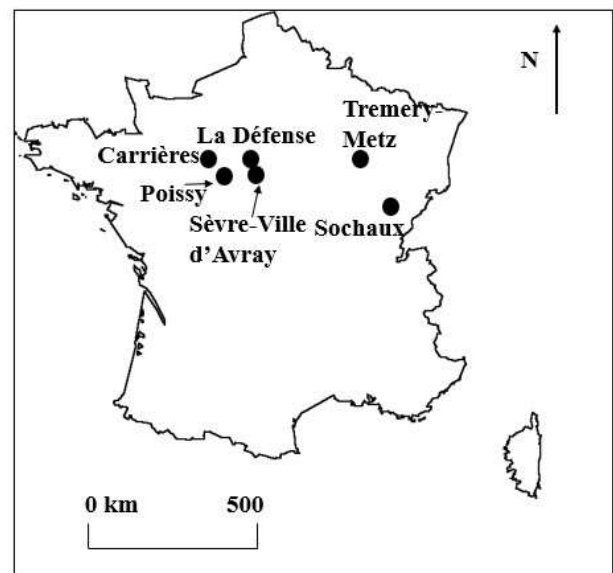 N
Tremery-
Metz
La Défense
Carrières
Poissy
Sèvre-Ville
d’Avray
Sochaux
0 km 500